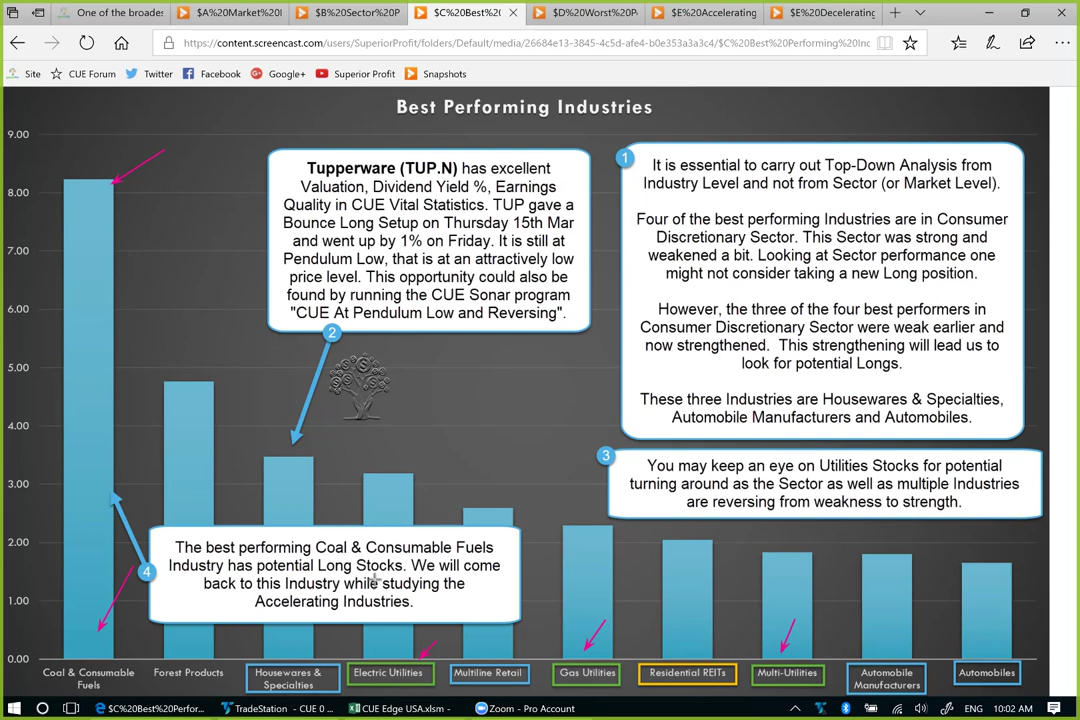 One of the broades
$A%20Market%20I
$B%20Sector%20P
$C%20Best%20
$D%20Worst%20P
$E%20Accelerating
$E%20Decelerating
https://content.screencast.com/users/SuperiorProfit/folders/Default/media/26684e13-3845-4c5d-afe4-b0e353a3a3c4/$C%20Best%20Performing%20Inc
Site
CUE Forum
Twitter
Facebook
Google+
Superior Profit
Snapshots
Best Performing Industries
9.00
8.00
7.00
6.00
5.00
4.00
3.00
2.00
1.00
0.00
1
It is essential to carry out Top-Down Analysis from
Industry Level and not from Sector (or Market Level).
Four of the best performing Industries are in Consumer
Discretionary Sector. This Sector was strong and
weakened a bit. Looking at Sector performance one
might not consider taking a new Long position.
However, the three of the four best performers in
Consumer Discretionary Sector were weak earlier and
now strengthened. This strengthening will lead us to
look for potential Longs.
These three Industries are Housewares & Specialties,
Automobile Manufacturers and Automobiles.
Tupperware (TUP.N) has excellent
Valuation, Dividend Yield %, Earnings
Quality in CUE Vital Statistics. TUP gave a
Bounce Long Setup on Thursday 15th Mar
and went up by 1% on Friday. It is still at
Pendulum Low, that is at an attractively low
price level. This opportunity could also be
found by running the CUE Sonar program
"CUE At Pendulum Low and Reversing".
2
3
You may keep an eye on Utilities Stocks for potential
turning around as the Sector as well as multiple Industries
are reversing from weakness to strength.
4
The best performing Coal & Consumable Fuels
Industry has potential Long Stocks. We will come
back to this Industry while studying the
Accelerating Industries.
Coal & Consumable
Fuels
Forest Products
Housewares &
Specialties
Electric Utilities
Multiline Retail
Gas Utilities
Residential REITs
Multi-Utilities
Automobile
Manufacturers
Automobiles
$C%20Best%20Perfor...
TradeStation - CUE 0 ...
CUE Edge USA.xlsm -
Zoom - Pro Account
10:02 AM